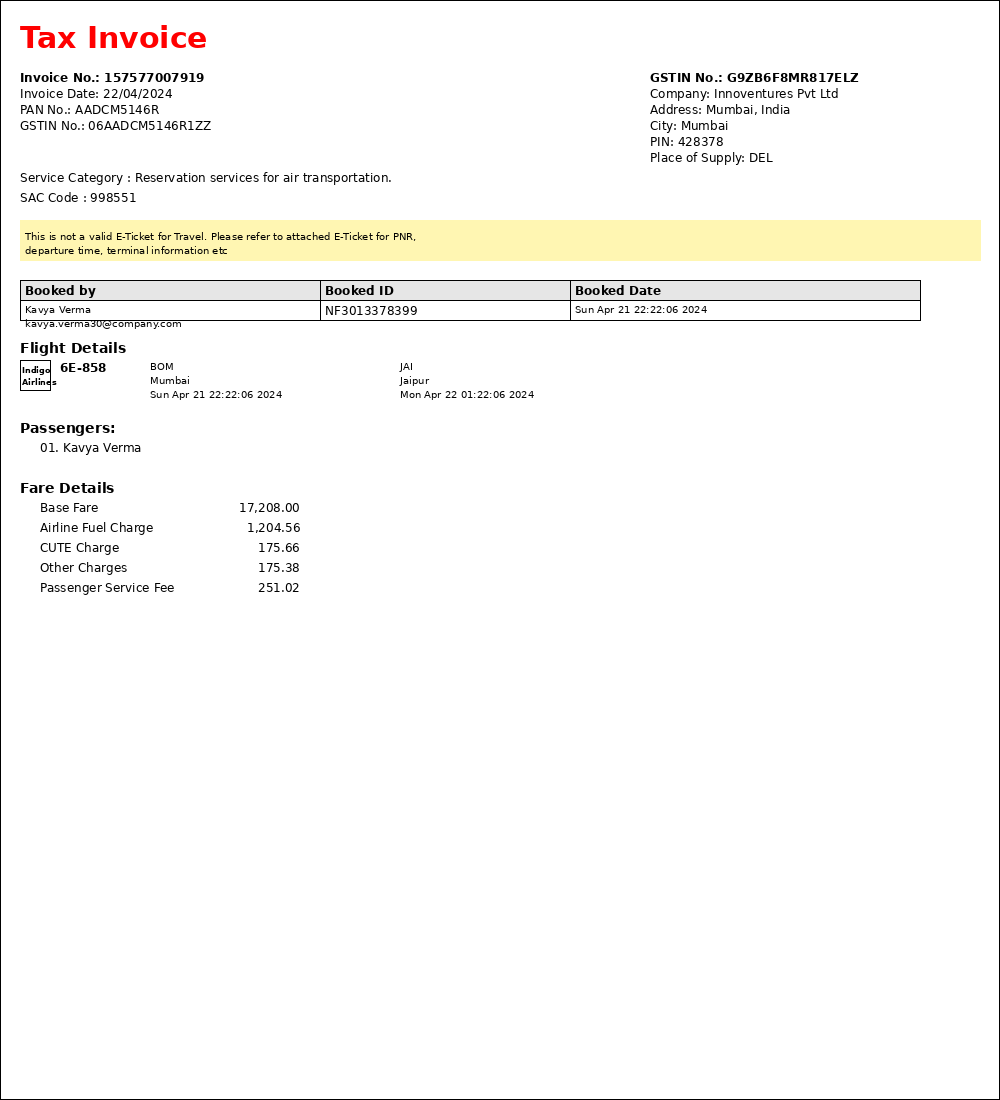 Tax Invoice
Invoice No.: 157577007919
Invoice Date: 22/04/2024
PAN No.: AADCM5146R
GSTIN No.: 06AADCM5146R1ZZ
GSTIN No.: G9ZB6F8MR817ELZ
Company: Innoventures Pvt Ltd
Address: Mumbai, India
City: Mumbai
PIN: 428378
Place of Supply: DEL
Service Category : Reservation services for air transportation.
SAC Code : 998551
This is not a valid E-Ticket for Travel. Please refer to attached E-Ticket for PNR,
departure time, terminal information etc
Booked by Booked ID Booked Date
Kavya Verma NF3013378399 Sun Apr 21 22:22:06 2024
kavya.verma30@company.com
Flight Details
Indigo Airlines 6E-858
BOM
Mumbai
Sun Apr 21 22:22:06 2024
JAI
Jaipur
Mon Apr 22 01:22:06 2024
Passengers:
01. Kavya Verma
Fare Details
Base Fare 17,208.00
Airline Fuel Charge 1,204.56
CUTE Charge 175.66
Other Charges 175.38
Passenger Service Fee 251.02